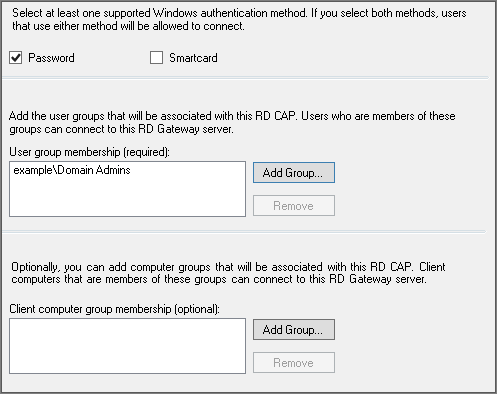 Select at least one supported Windows authentication method. If you select both methods, users
that use either method will be allowed to connect.
Password
Smartcard
Add the user groups that will be associated with this RD CAP. Users who are members of these
groups can connect to this RD Gateway server.
User group membership (required):
example\Domain Admins
Add Group...
Remove
Optionally, you can add computer groups that will be associated with this RD CAP. Client
computers that are members of these groups can connect to this RD Gateway server.
Client computer group membership (optional):
Add Group...
Remove